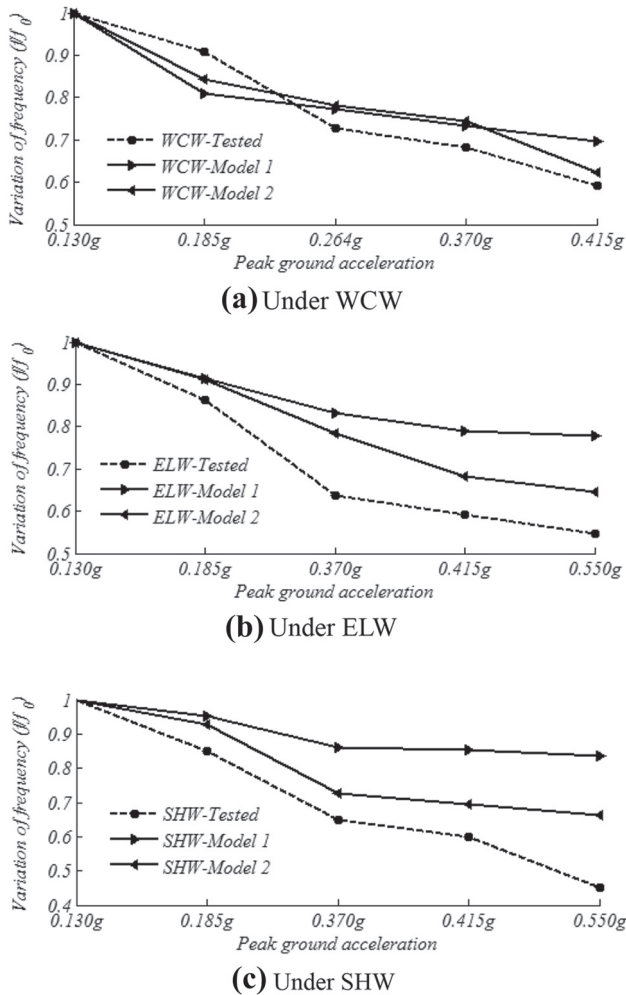 Variation of frequency (f/f 0)
1
0.9
0.8
0.7
0.6
0.5
WCW-Tested
WCW-Model 1
WCW-Model 2
0.130g 0.185g 0.264g 0.370g 0.415g
Peak ground acceleration
(a) Under WCW
Variation of frequency (f/f 0)
1
0.9
0.8
0.7
0.6
0.5
ELW-Tested
ELW-Model 1
ELW-Model 2
0.130g 0.185g 0.370g 0.415g 0.550g
Peak ground acceleration
(b) Under ELW
Variation of frequency (f/f 0)
1
0.9
0.8
0.7
0.6
0.5
0.4
SHW-Tested
SHW-Model 1
SHW-Model 2
0.130g 0.185g 0.370g 0.415g 0.550g
Peak ground acceleration
(c) Under SHW